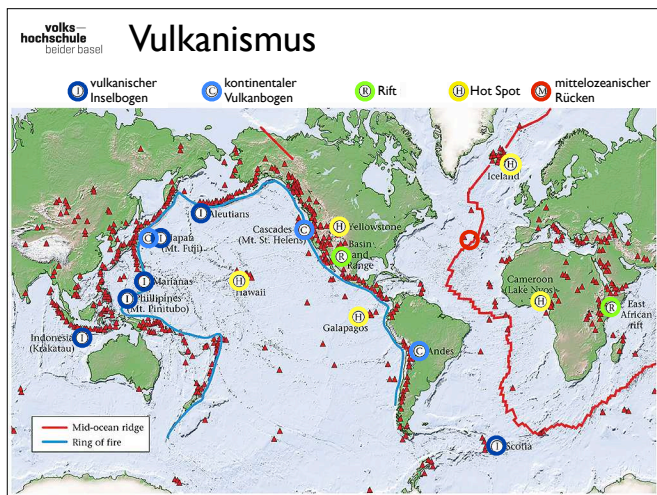 volks—
hochschule
beider basel
Vulkanismus
I vulkanischer
Inselbogen
C kontinentaler
Vulkanbogen
R Rift
H Hot Spot
M mittelozeanischer
Rücken
H
Iceland
I Aleutians
Cascades
(Mt. St. Helens)
C
H Yellowstone
Basin
and
Range
R
C I Japan
(Mt. Fuji)
M
I Marianas
H
Hawaii
I Phillipines
(Mt. Pinitubo)
Cameroon
(Lake Nyos)
H
R
East
African
rift
H
Galapagos
Indonesia
(Krakatau)
I
C Andes
Mid-ocean ridge
Ring of fire
I Scotia